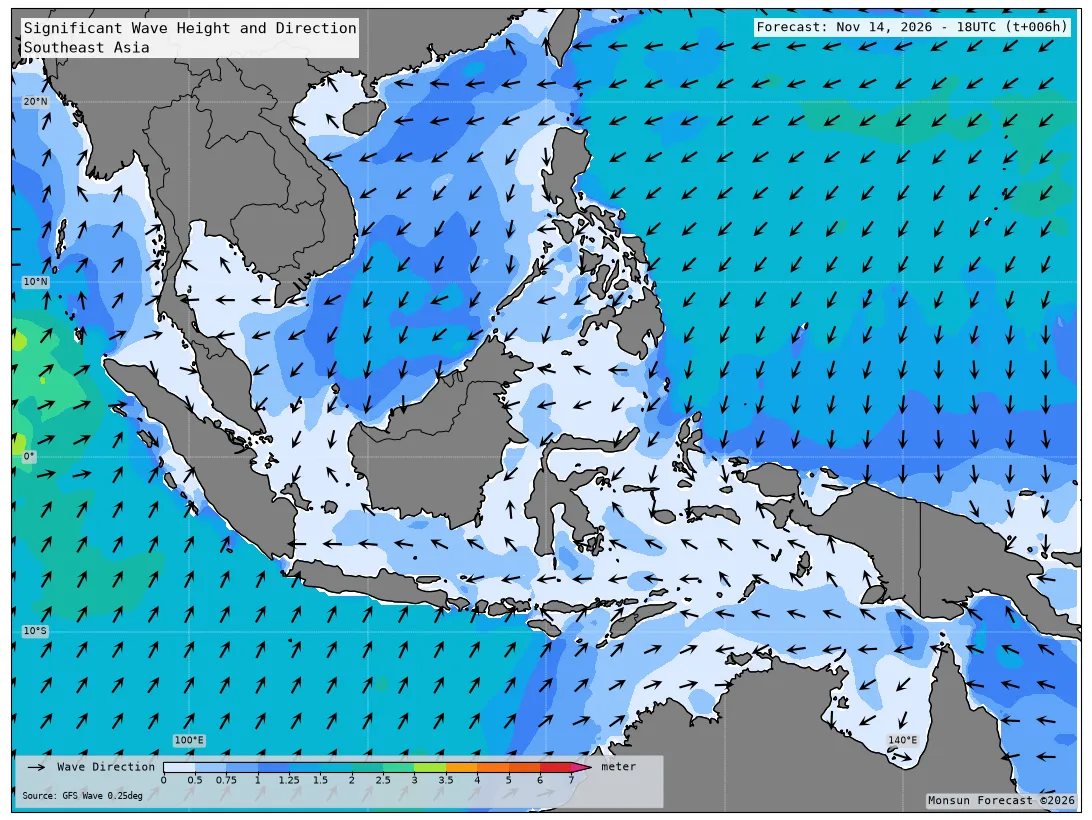 Significant Wave Height and Direction
Southeast Asia
Forecast: Nov 14, 2026 - 18UTC (t+006h)
20°N
10°N
0°
10°S
100°E
140°E
Wave Direction
0 0.5 0.75 1 1.25 1.5 2 2.5 3 3.5 4 5 6 7
meter
Source: GFS Wave 0.25deg
Monsun Forecast ©2026